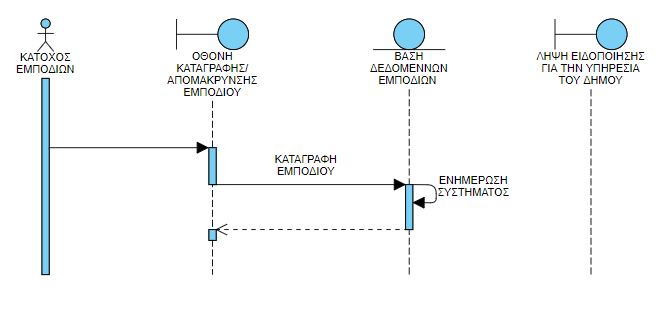 ΚΑΤΟΧΟΣ
ΕΜΠΟΔΙΩΝ
ΟΘΟΝΗ
ΚΑΤΑΓΡΑΦΗΣ/
ΑΠΟΜΑΚΡΥΝΣΗΣ
ΕΜΠΟΔΙΟΥ
ΒΑΣΗ
ΔΕΔΟΜΕΝΝΩΝ
ΕΜΠΟΔΙΩΝ
ΛΗΨΗ ΕΙΔΟΠΟΙΗΣΗΣ
ΓΙΑ ΤΗΝ ΥΠΗΡΕΣΙΑ
ΤΟΥ ΔΗΜΟΥ
ΚΑΤΑΓΡΑΦΗ
ΕΜΠΟΔΙΟΥ
ΕΝΗΜΕΡΩΣΗ
ΣΥΣΤΗΜΑΤΟΣ